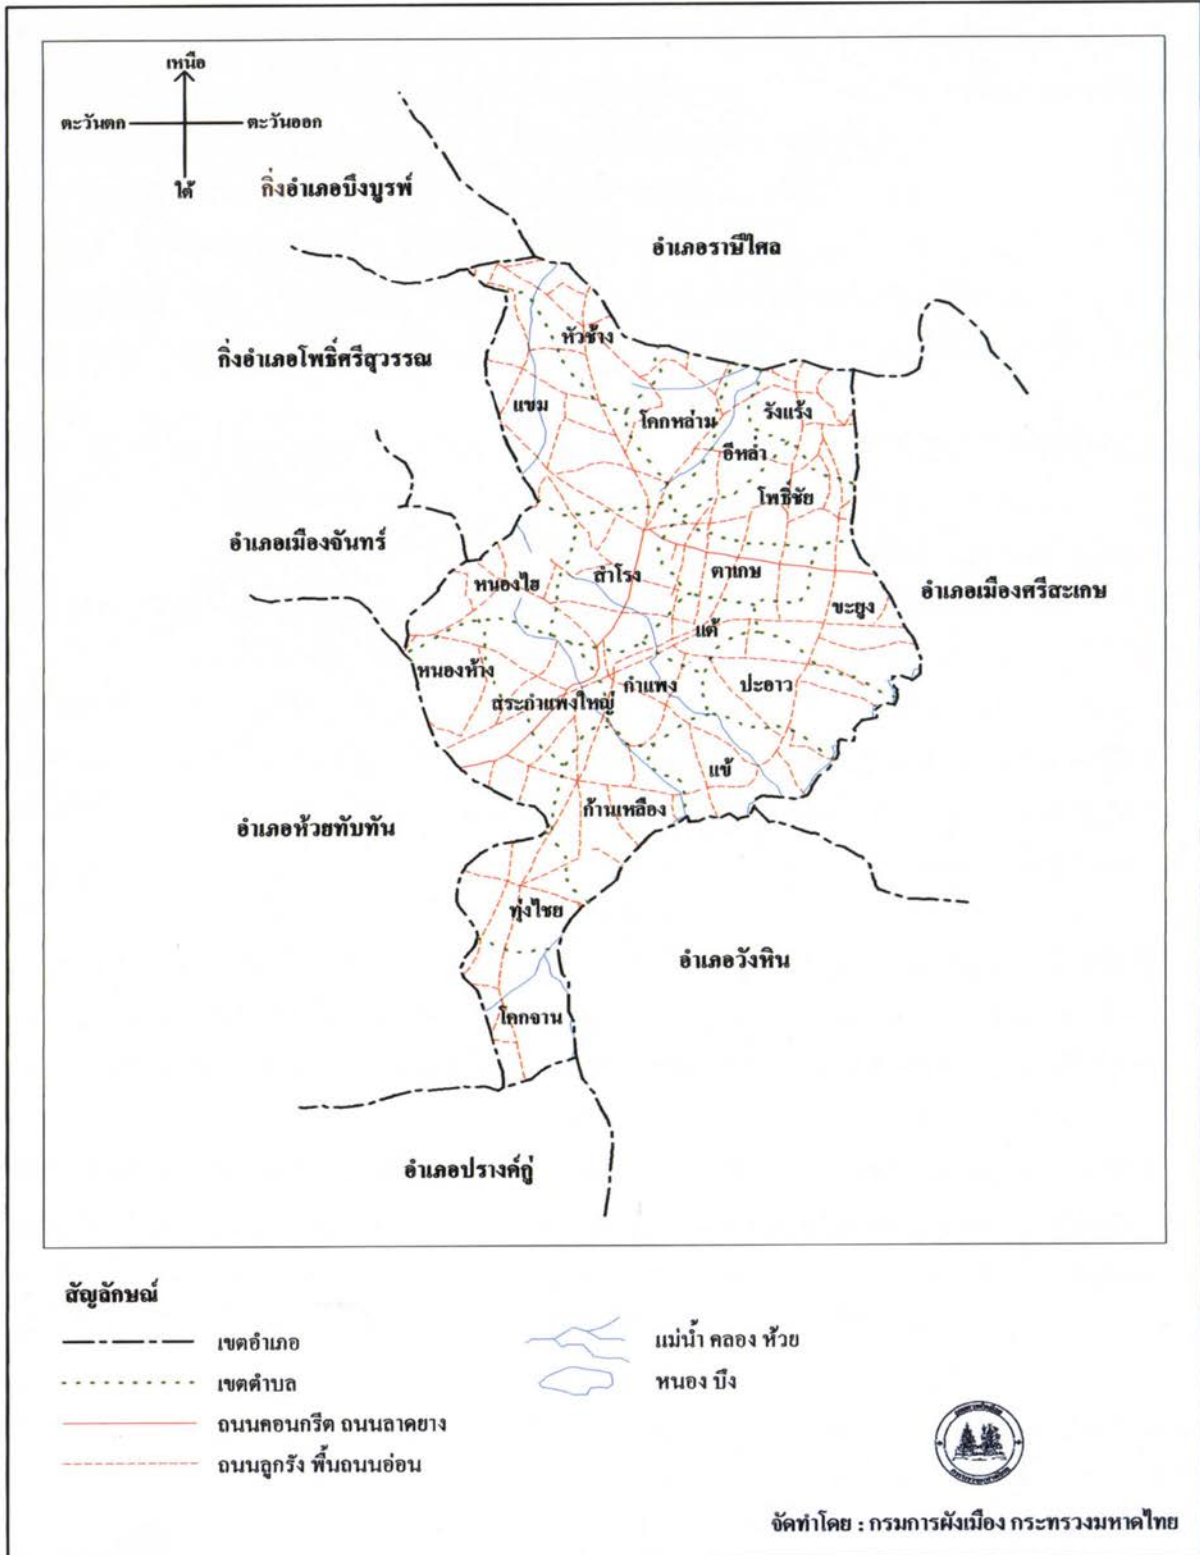 เหนือ
ตะวันตก
ตะวันออก
ใต้
กิ่งอำเภอบึงบูรพ์
อำเภอราษีไศล
หัวช้าง
กิ่งอำเภอโพธิ์ศรีสุวรรณ
แขม
โคกหล่าม
รังแร้ง
อีหล่ำ
โพธิ์ชัย
อำเภอเมืองจันทร์
หนองไฮ
สำโรง
ตาเกษ
อำเภอเมืองศรีสะเกษ
ขะยูง
แต้
หนองห้าง
กำแพง
ปะอาว
สระกำแพงใหญ่
แข้
ก้านเหลือง
อำเภอห้วยทับทัน
ทุ่งไชย
อำเภอวังหิน
โคกจาน
อำเภอปรางค์กู่
สัญลักษณ์
เขตอำเภอ
แม่น้ำ คลอง ห้วย
เขตตำบล
หนอง บึง
ถนนคอนกรีต ถนนลาดยาง
ถนนลูกรัง พื้นถนนอ่อน
จัดทำโดย : กรมการผังเมือง กระทรวงมหาดไทย